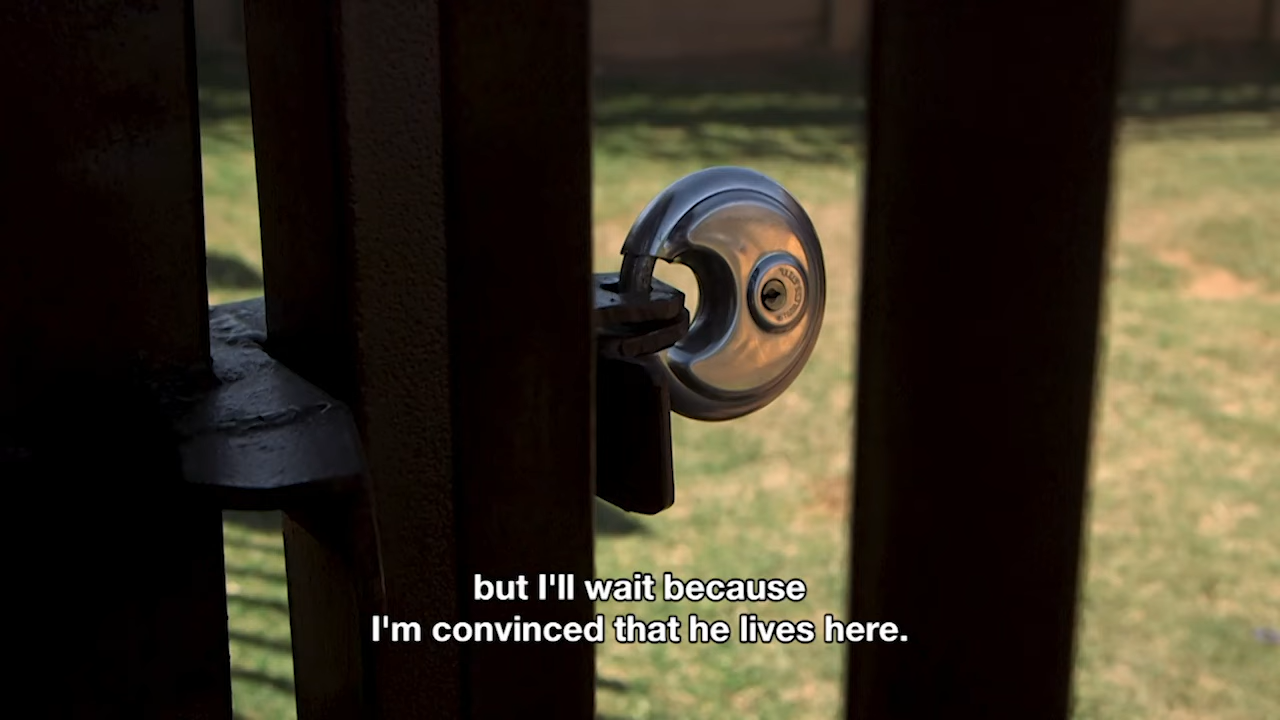 but I'll wait because
I'm convinced that he lives here.